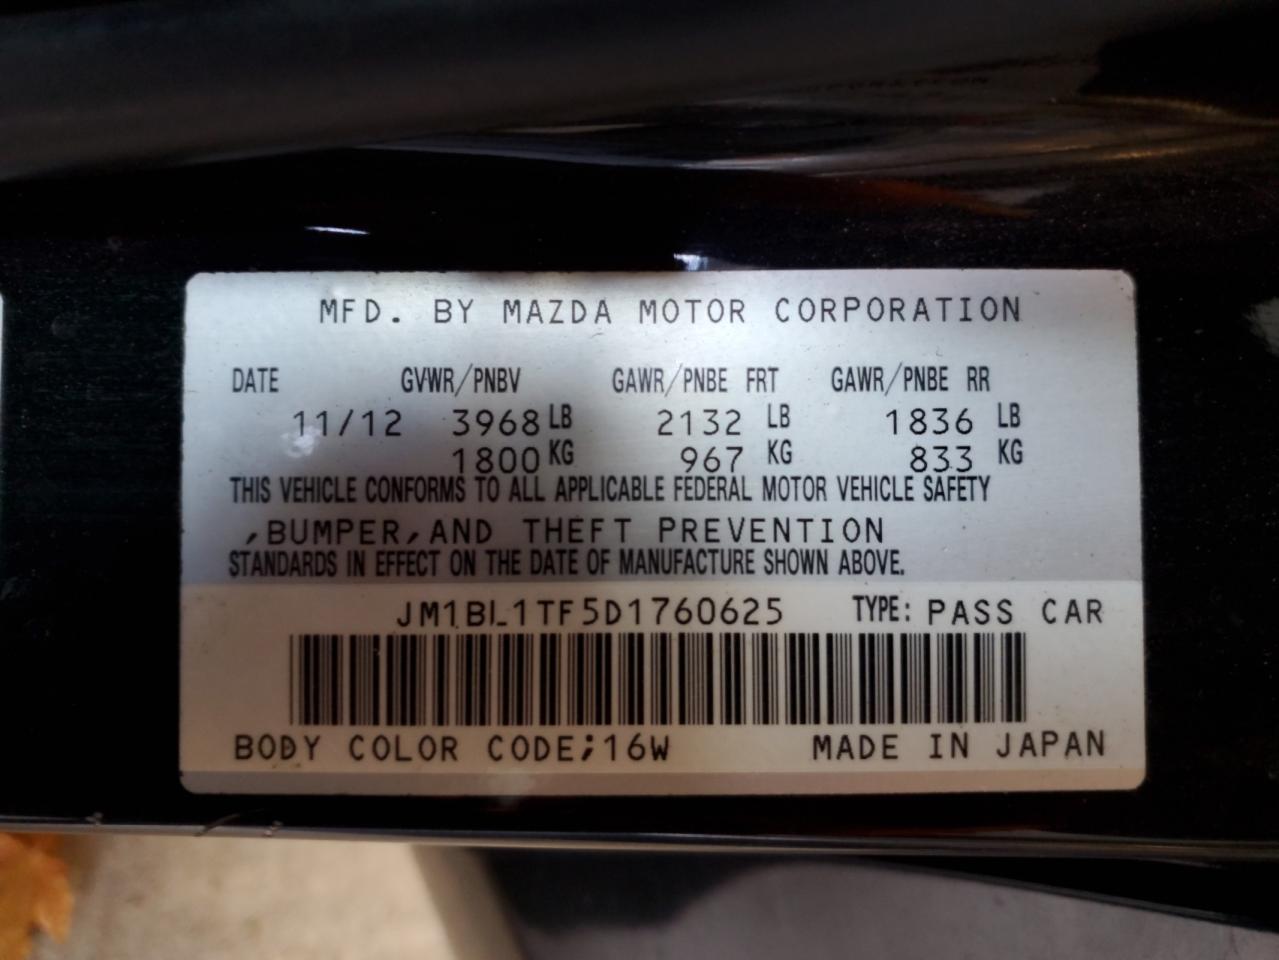 MFD. BY MAZDA MOTOR CORPORATION
DATE GVWR/PNBV GAWR/PNBE FRT GAWR/PNBE RR
11/12 3968 LB 2132 LB 1836 LB
1800 KG 967 KG 833 KG
THIS VEHICLE CONFORMS TO ALL APPLICABLE FEDERAL MOTOR VEHICLE SAFETY
,BUMPER,AND THEFT PREVENTION
STANDARDS IN EFFECT ON THE DATE OF MANUFACTURE SHOWN ABOVE.
JM1BL1TF5D1760625 TYPE: PASS CAR
BODY COLOR CODE;16W MADE IN JAPAN